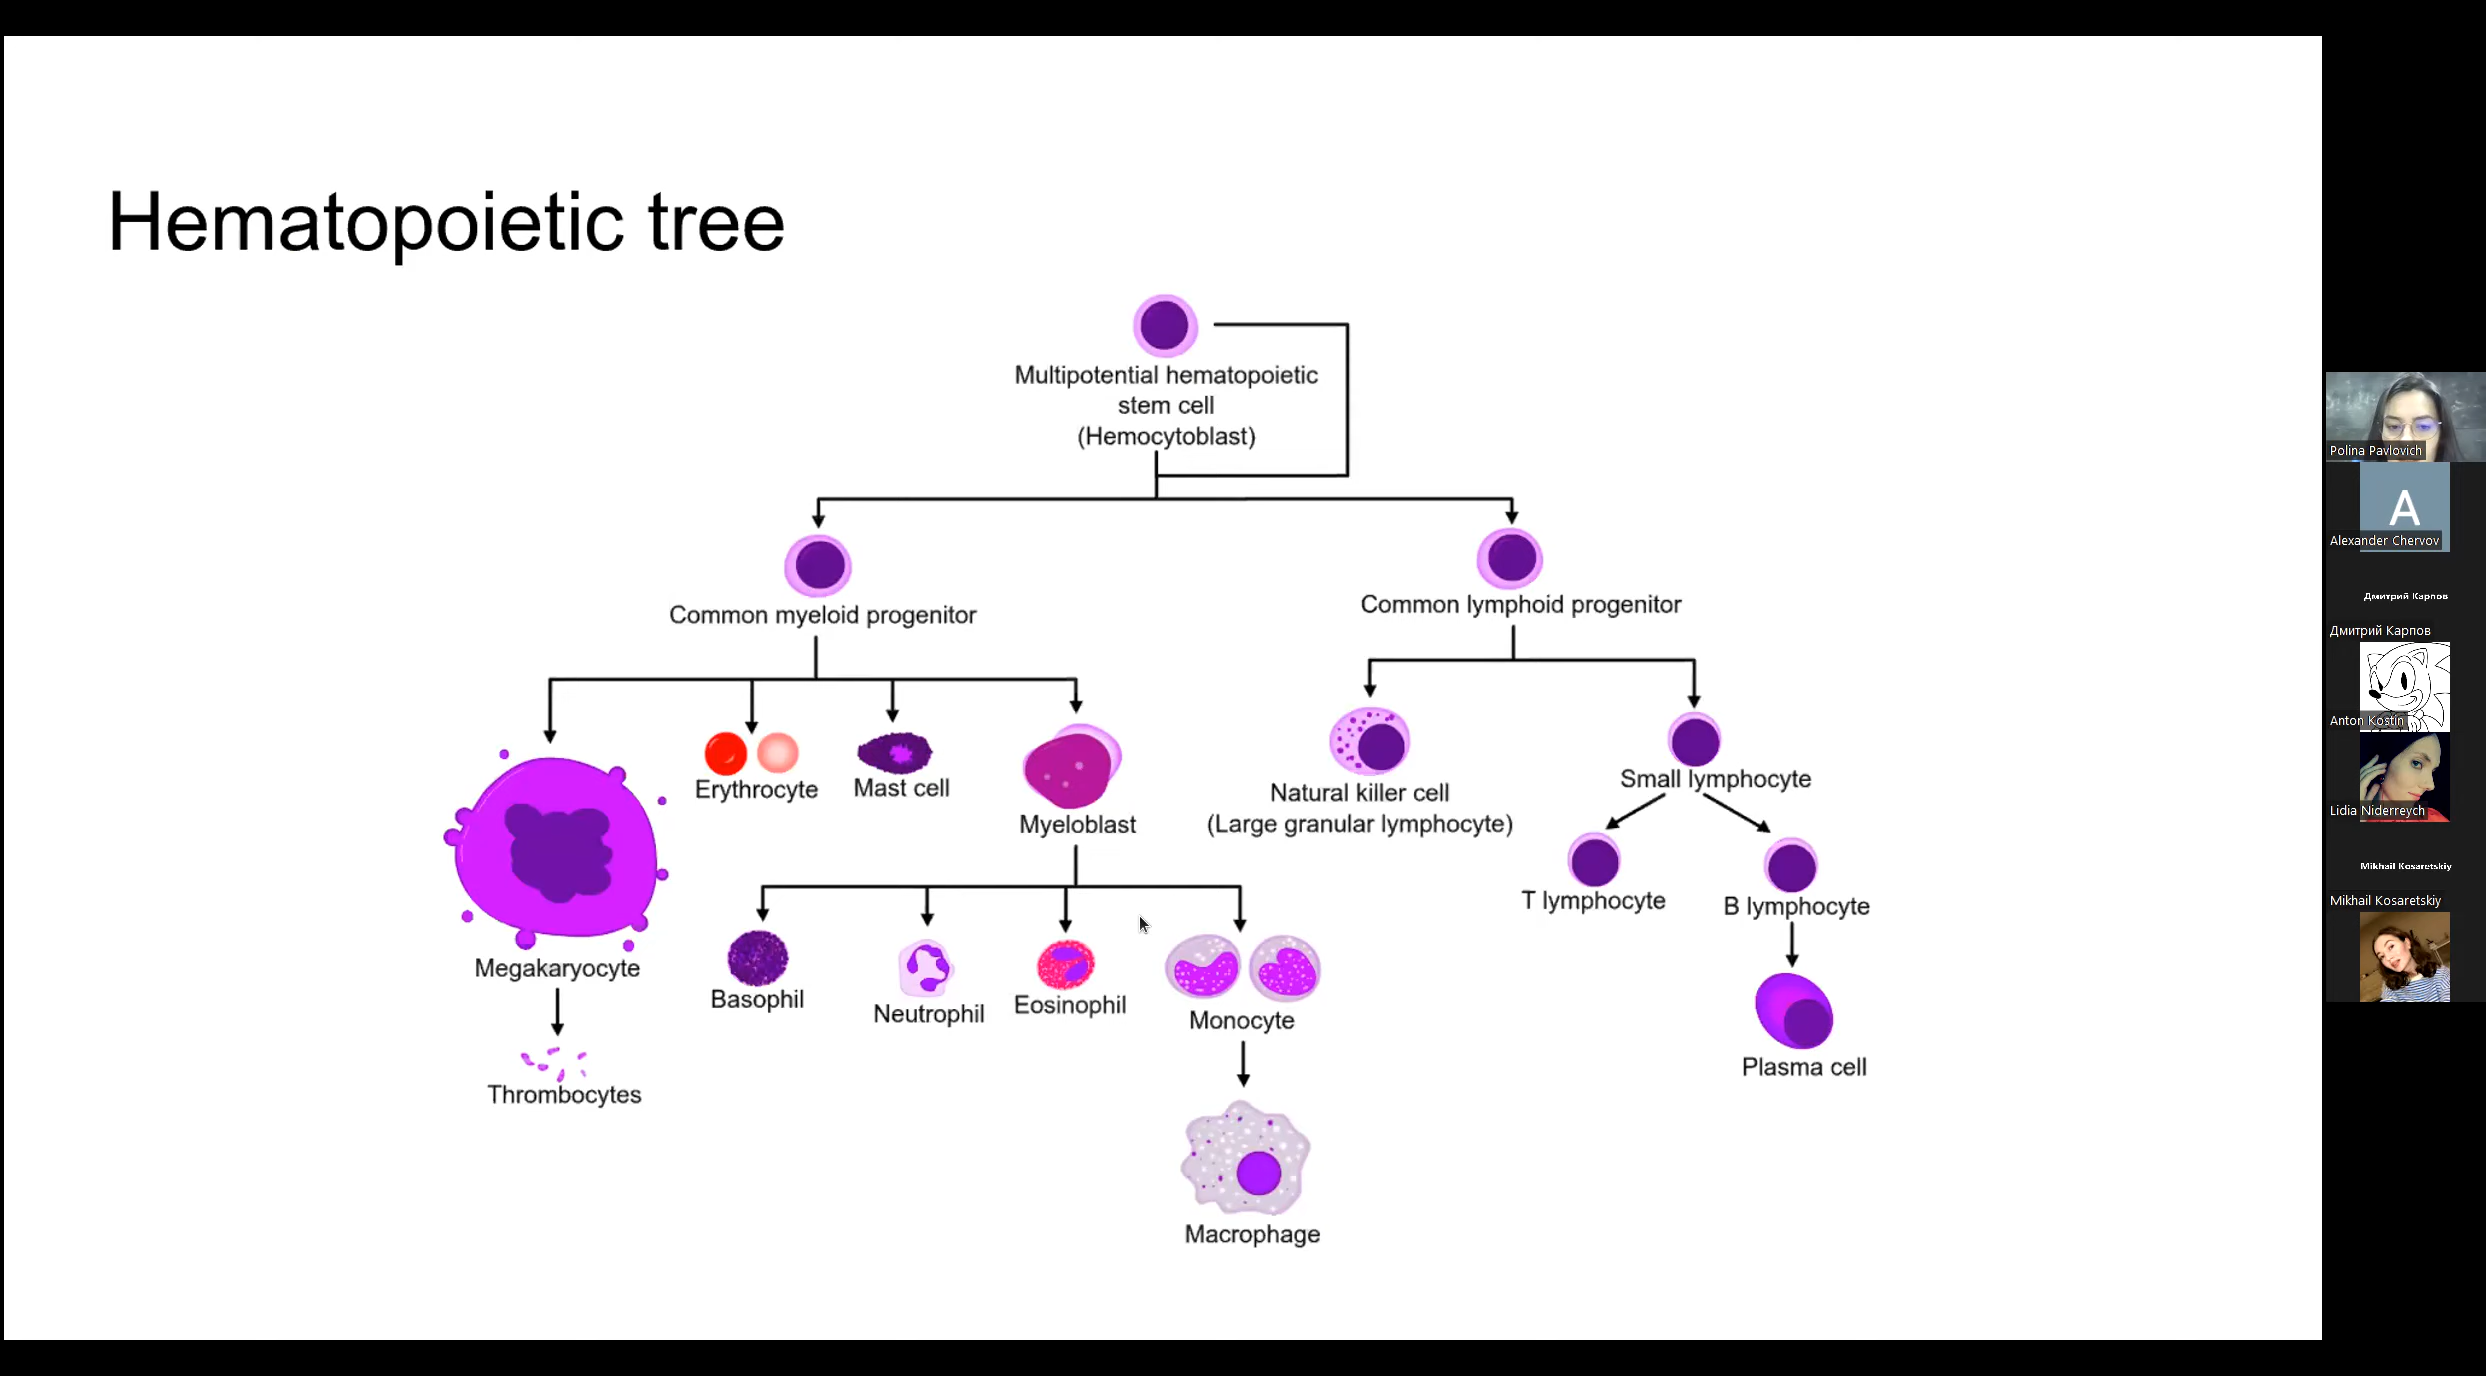 Hematopoietic tree
Multipotential hematopoietic
stem cell
(Hemocytoblast)
Common myeloid progenitor
Common lymphoid progenitor
Erythrocyte
Mast cell
Myeloblast
Natural killer cell
(Large granular lymphocyte)
Small lymphocyte
T lymphocyte
B lymphocyte
Megakaryocyte
Basophil
Neutrophil
Eosinophil
Monocyte
Plasma cell
Thrombocytes
Macrophage
Polina Pavlovich
A
Alexander Chervov
Дмитрий Карпов
Дмитрий Карпов
Anton Kostin
Lidia Niderreych
Mikhail Kosaretskiy
Mikhail Kosaretskiy